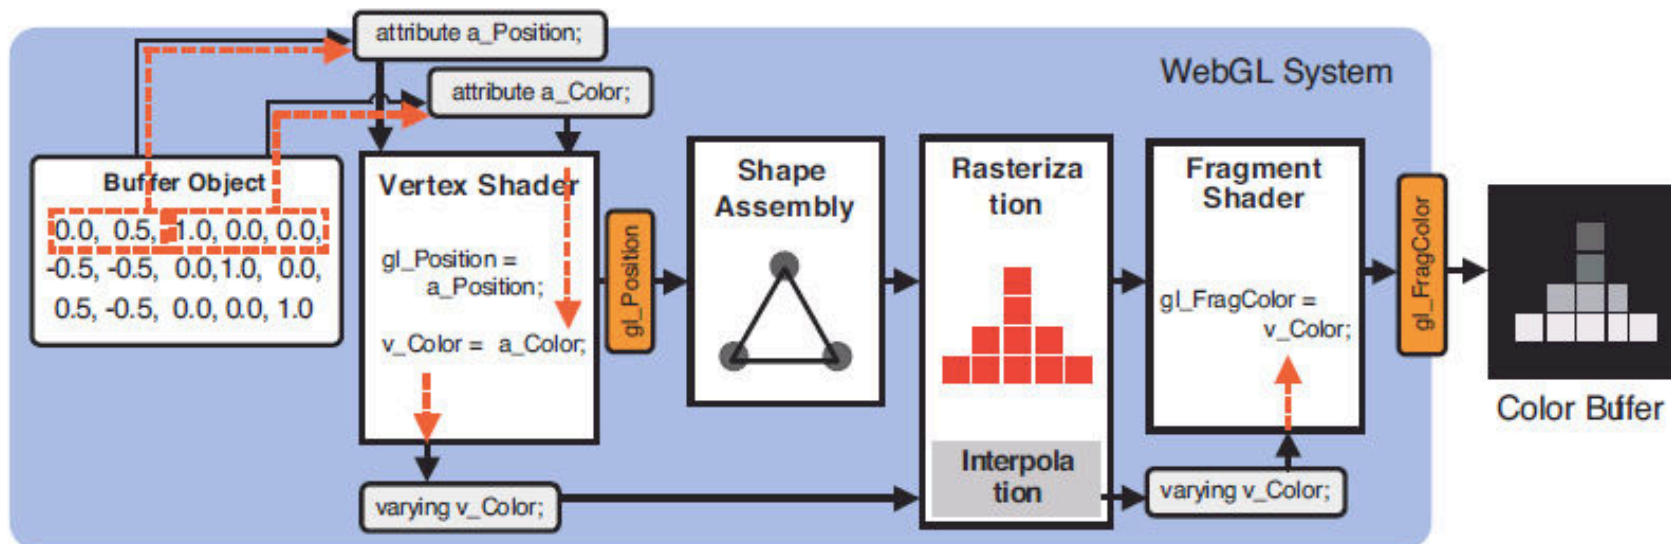 attribute a_Position;
WebGL System
attribute a_Color;
Buffer Object
0.0, 0.5, 1.0, 0.0, 0.0,
-0.5, -0.5, 0.0,1.0, 0.0,
0.5, -0.5, 0.0, 0.0, 1.0
Vertex Shader
gl_Position =
a_Position;
v_Color = a_Color;
gl_Position
Shape
Assembly
Rasteriza
tion
Interpola
tion
Fragment
Shader
gl_FragColor =
v_Color;
gl_FragColor
Color Buffer
varying v_Color;
varying v_Color;